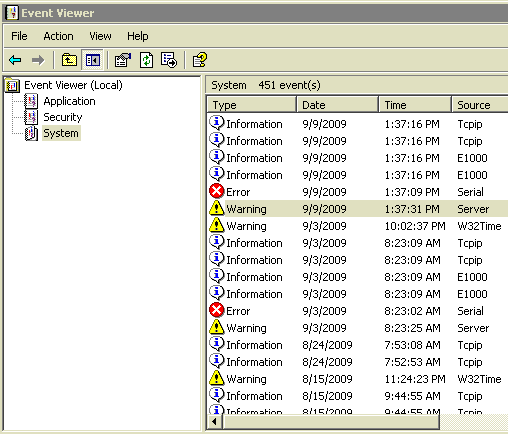 Event Viewer
File Action View Help
Event Viewer (Local)
Application
Security
System
System 451 event(s)
Type Date Time Source
Information 9/9/2009 1:37:16 PM Tcpip
Information 9/9/2009 1:37:16 PM Tcpip
Information 9/9/2009 1:37:16 PM E1000
Information 9/9/2009 1:37:16 PM E1000
Error 9/9/2009 1:37:09 PM Serial
Warning 9/9/2009 1:37:31 PM Server
Warning 9/3/2009 10:02:37 PM W32Time
Information 9/3/2009 8:23:09 AM Tcpip
Information 9/3/2009 8:23:09 AM Tcpip
Information 9/3/2009 8:23:09 AM E1000
Information 9/3/2009 8:23:09 AM E1000
Error 9/3/2009 8:23:02 AM Serial
Warning 9/3/2009 8:23:25 AM Server
Information 8/24/2009 7:53:08 AM Tcpip
Information 8/24/2009 7:52:53 AM Tcpip
Warning 8/15/2009 11:24:23 PM W32Time
Information 8/15/2009 9:44:55 AM Tcpip
Information 8/15/2009 9:44:55 AM Tcpip